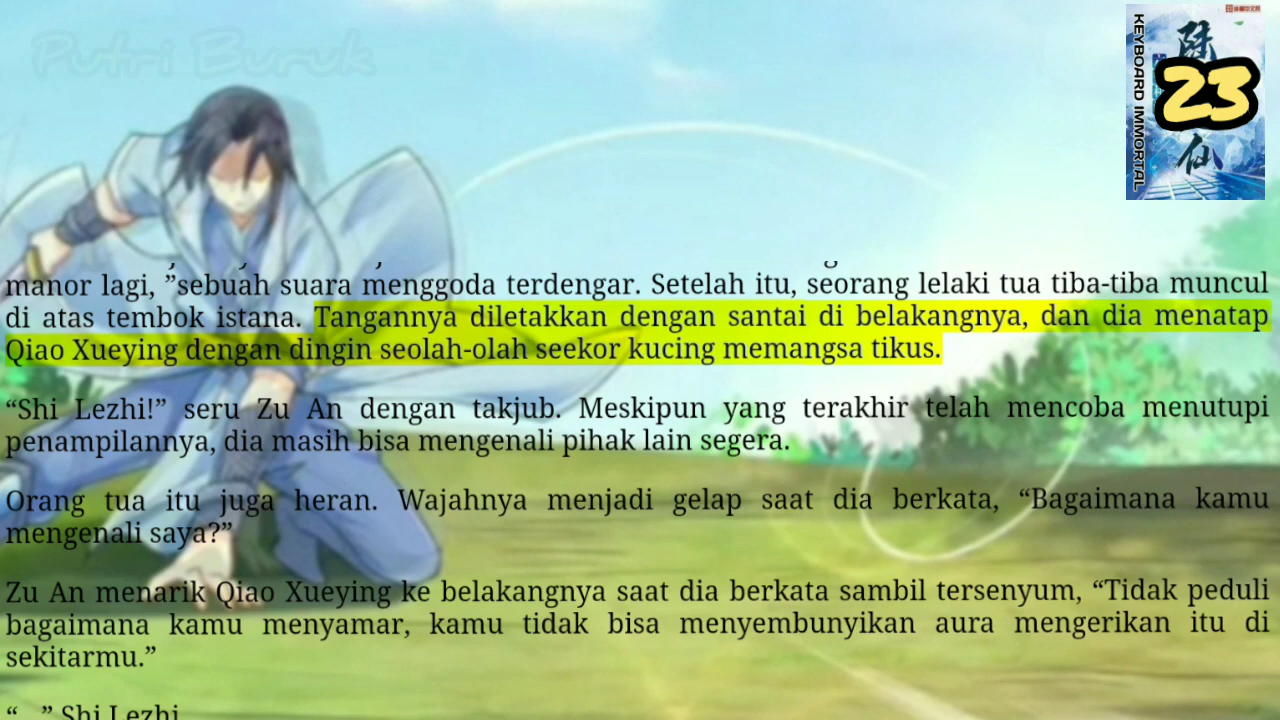 Putri Buruk
陆
23
仙
KEYBOARD IMMORTAL
manor lagi, ”sebuah suara menggoda terdengar. Setelah itu, seorang lelaki tua tiba-tiba muncul
di atas tembok istana. Tangannya diletakkan dengan santai di belakangnya, dan dia menatap
Qiao Xueying dengan dingin seolah-olah seekor kucing memangsa tikus.
“Shi Lezhi!” seru Zu An dengan takjub. Meskipun yang terakhir telah mencoba menutupi
penampilannya, dia masih bisa mengenali pihak lain segera.
Orang tua itu juga heran. Wajahnya menjadi gelap saat dia berkata, “Bagaimana kamu
mengenali saya?”
Zu An menarik Qiao Xueying ke belakangnya saat dia berkata sambil tersenyum, “Tidak peduli
bagaimana kamu menyamar, kamu tidak bisa menyembunyikan aura mengerikan itu di
sekitarmu.”
“…” Shi Lezhi